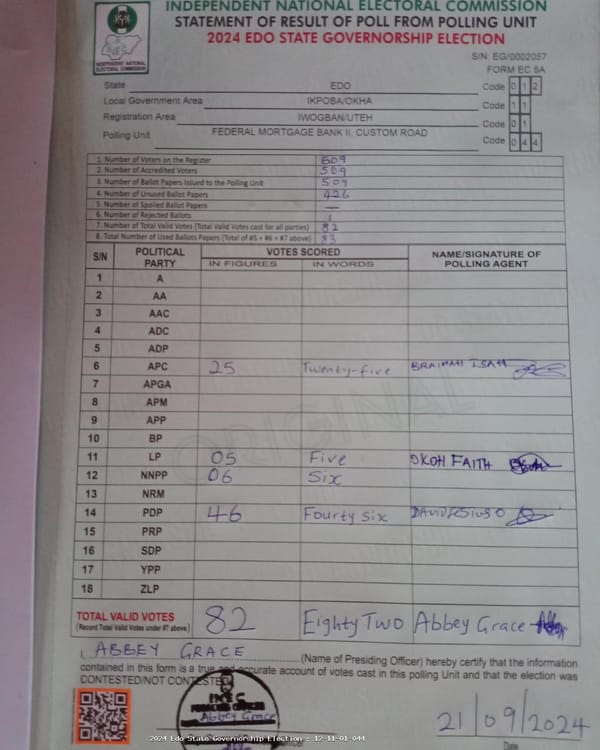 INDEPENDENT NATIONAL ELECTORAL COMMISSION
STATEMENT OF RESULT OF POLL FROM POLLING UNIT
2024 EDO STATE GOVERNORSHIP ELECTION
INEC
INDEPENDENT NATIONAL ELECTORAL COMMISSION
S/N: EG/0002057
FORM EC 8A
State EDO Code 0 1 2
Local Government Area IKPOBA/OKHA Code 1 1
Registration Area IWOGBAN/UTEH Code 0 1
Polling Unit FEDERAL MORTGAGE BANK II, CUSTOM ROAD Code 0 4 4
1. Number of Voters on the Register 509
2. Number of Accredited Voters 509
3. Number of Ballot Papers Issued to the Polling Unit 509
4. Number of Unused Ballot Papers 426
5. Number of Spoiled Ballot Papers —
6. Number of Rejected Ballots 1
7. Number of Total Valid Votes (Total Valid Votes cast for all parties) 82
8. Total Number of Used Ballots Papers (Total of #5 + #6 + #7 above) 83
S/N POLITICAL PARTY VOTES SCORED NAME/SIGNATURE OF POLLING AGENT
IN FIGURES IN WORDS
1 A
2 AA
3 AAC
4 ADC
5 ADP
6 APC 25 Twenty-five BRAIMAH ISAH
7 APGA
8 APM
9 APP
10 BP
11 LP 05 Five OKOH FAITH
12 NNPP 06 Six
13 NRM
14 PDP 46 Fourty Six
15 PRP
16 SDP
17 YPP
18 ZLP
ORIGINAL
TOTAL VALID VOTES 82 Eighty Two Abbey Grace
(Record Total Valid Votes under #7 above)
I, ABBEY GRACE (Name of Presiding Officer) hereby certify that the information
contained in this form is a true and accurate account of votes cast in this polling Unit and that the election was
CONTESTED/NOT CONTESTED
INEC
Abbey Grace
21/09/2024
2024 Edo State Governorship Election : 12-11-01-044
Date